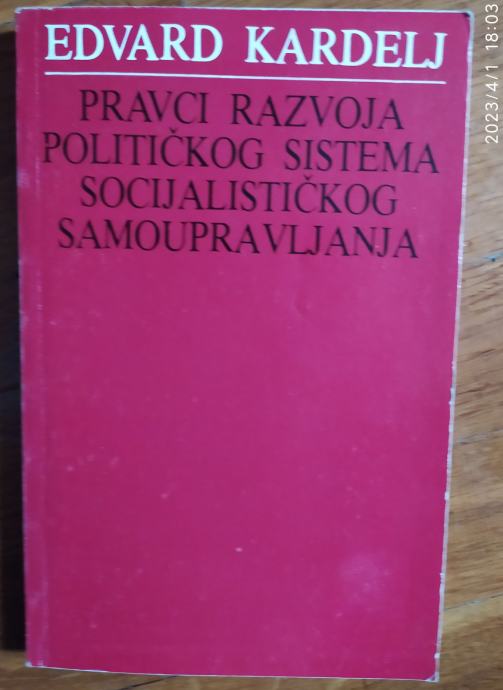 EDVARD KARDELJ
PRAVCI RAZVOJA
POLITIČKOG SISTEMA
SOCIJALISTIČKOG
SAMOUPRAVLJANJA
2023/4/1 18:03